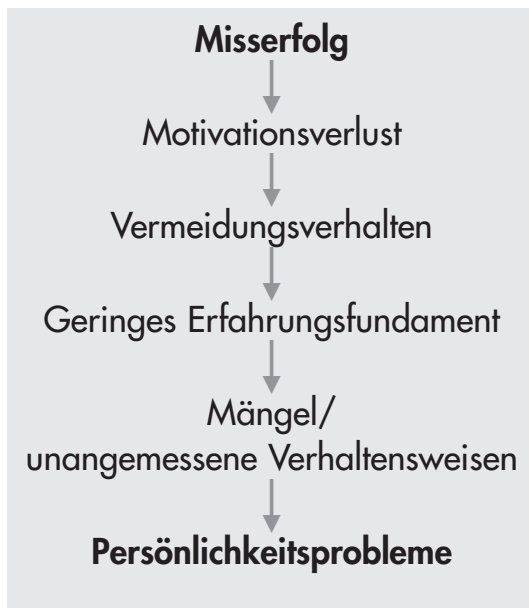 Misserfolg
Motivationsverlust
Vermeidungsverhalten
Geringes Erfahrungsfundament
Mängel/
unangemessene Verhaltensweisen
Persönlichkeitsprobleme